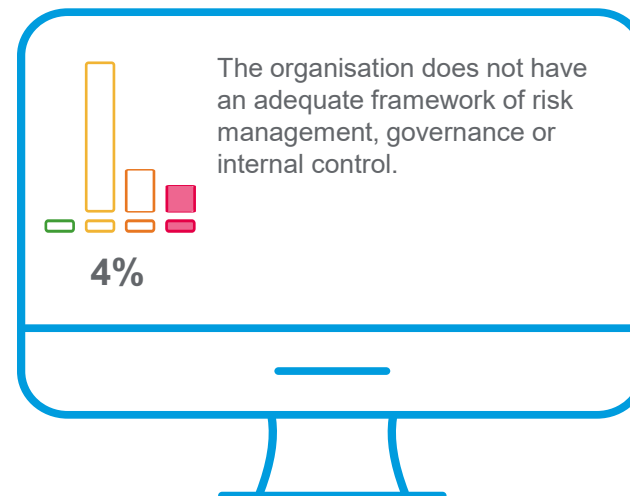 The organisation does not have
an adequate framework of risk
management, governance or
internal control.
4%